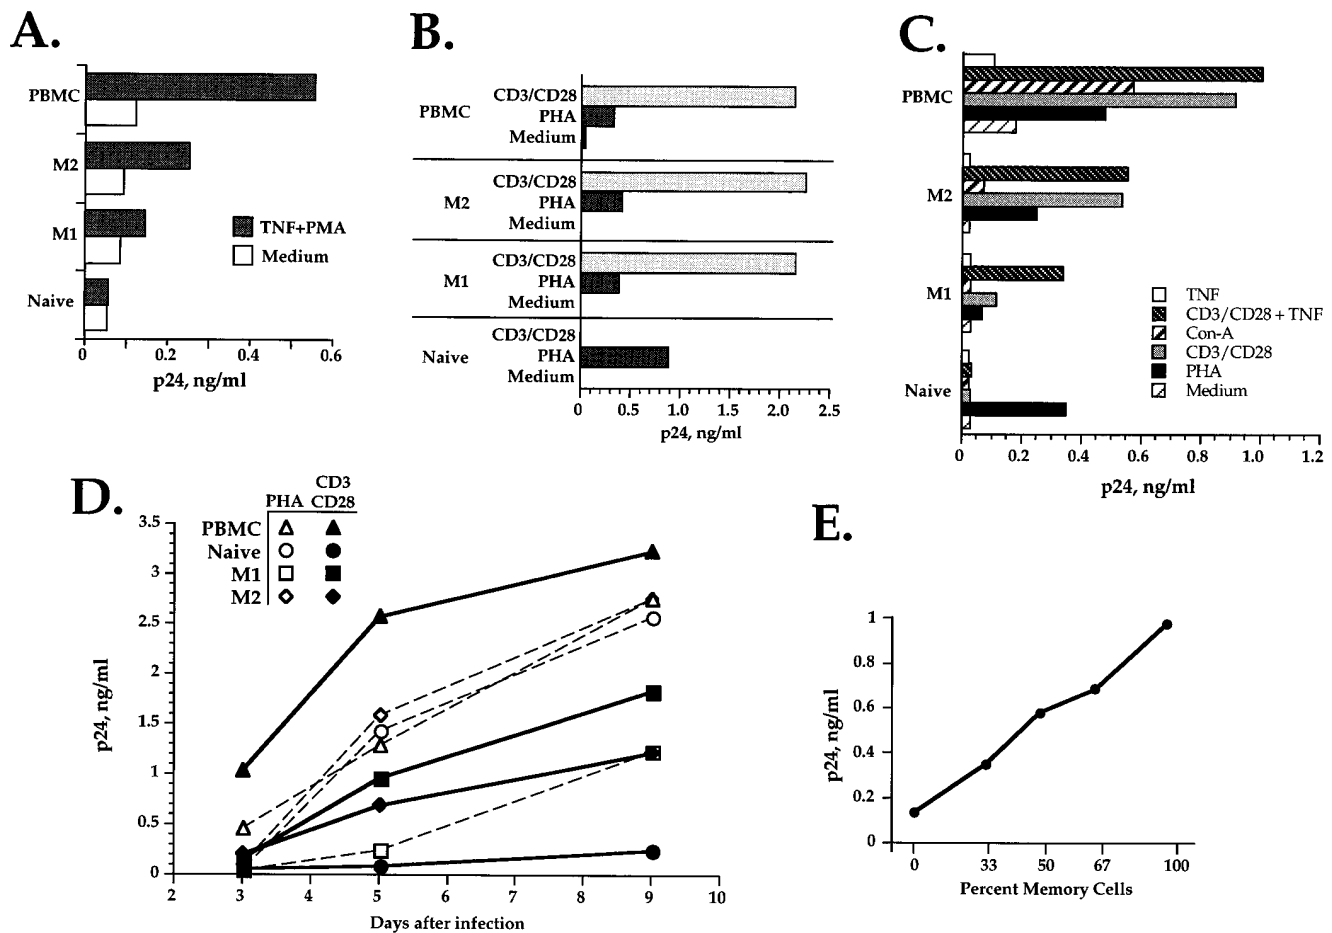 A.
PBMC
M2
M1
Naive
TNF+PMA
Medium
0 0.2 0.4 0.6
p24, ng/ml
B.
PBMC
CD3/CD28
PHA
Medium
M2
CD3/CD28
PHA
Medium
M1
CD3/CD28
PHA
Medium
Naive
CD3/CD28
PHA
Medium
0 0.5 1.0 1.5 2.0 2.5
p24, ng/ml
C.
PBMC
M2
M1
Naive
TNF
CD3/CD28+TNF
Con-A
CD3/CD28
PHA
Medium
0 0.2 0.4 0.6 0.8 1.0 1.2
p24, ng/ml
D.
CD3
PHA CD28
PBMC
Naive
M1
M2
3.5
3
2.5
2
1.5
1
0.5
0
p24, ng/ml
2 3 4 5 6 7 8 9 10
Days after infection
E.
1
0.8
0.6
0.4
0.2
0
p24, ng/ml
0 33 50 67 100
Percent Memory Cells